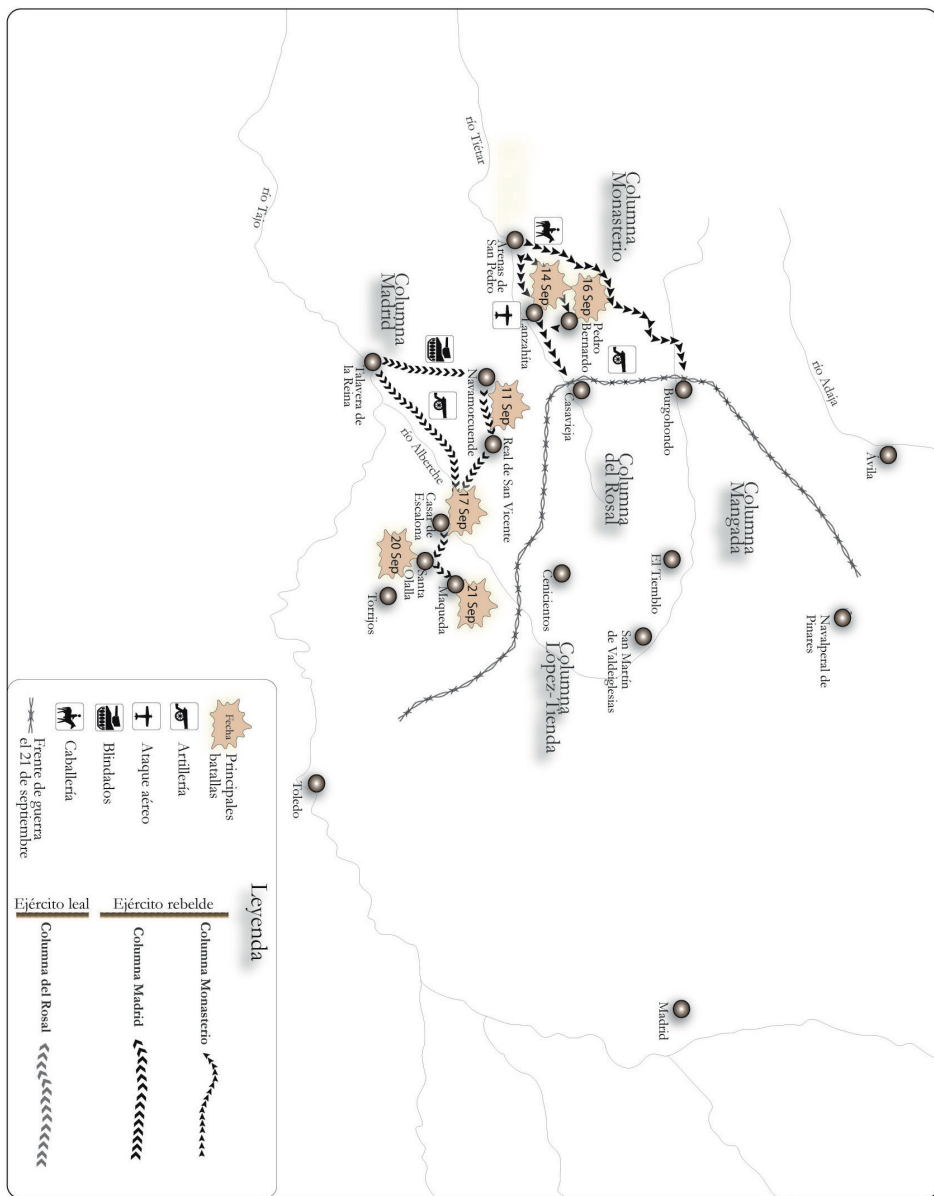 Ávila
Navalperal de
Pinares
río Adaja
Madrid
Columna
Mangada
Burgohondo
El Tiemblo
San Martín
de Valdeiglesias
Columna
Monasterio
Columna
del Rosal
16 Sep
Pedro
Bernardo
Casavieja
Cenicientos
Columna
López-Tienda
14 Sep
Lanzahíta
Arenas de
San Pedro
río Tiétar
11 Sep
Navamorcuende
Real de San Vicente
17 Sep
Casal de
Escalona
21 Sep
Maqueda
20 Sep
Santa
Olalla
Torrijos
río Alberche
Columna
Madrid
Talavera de
la Reina
río Tajo
Toledo
Leyenda
Fecha
Principales
batallas
Artillería
Ataque aéreo
Blindados
Caballería
Frente de guerra
el 21 de septiembre
Ejército rebelde
Columna Monasterio
Columna Madrid
Ejército leal
Columna del Rosal